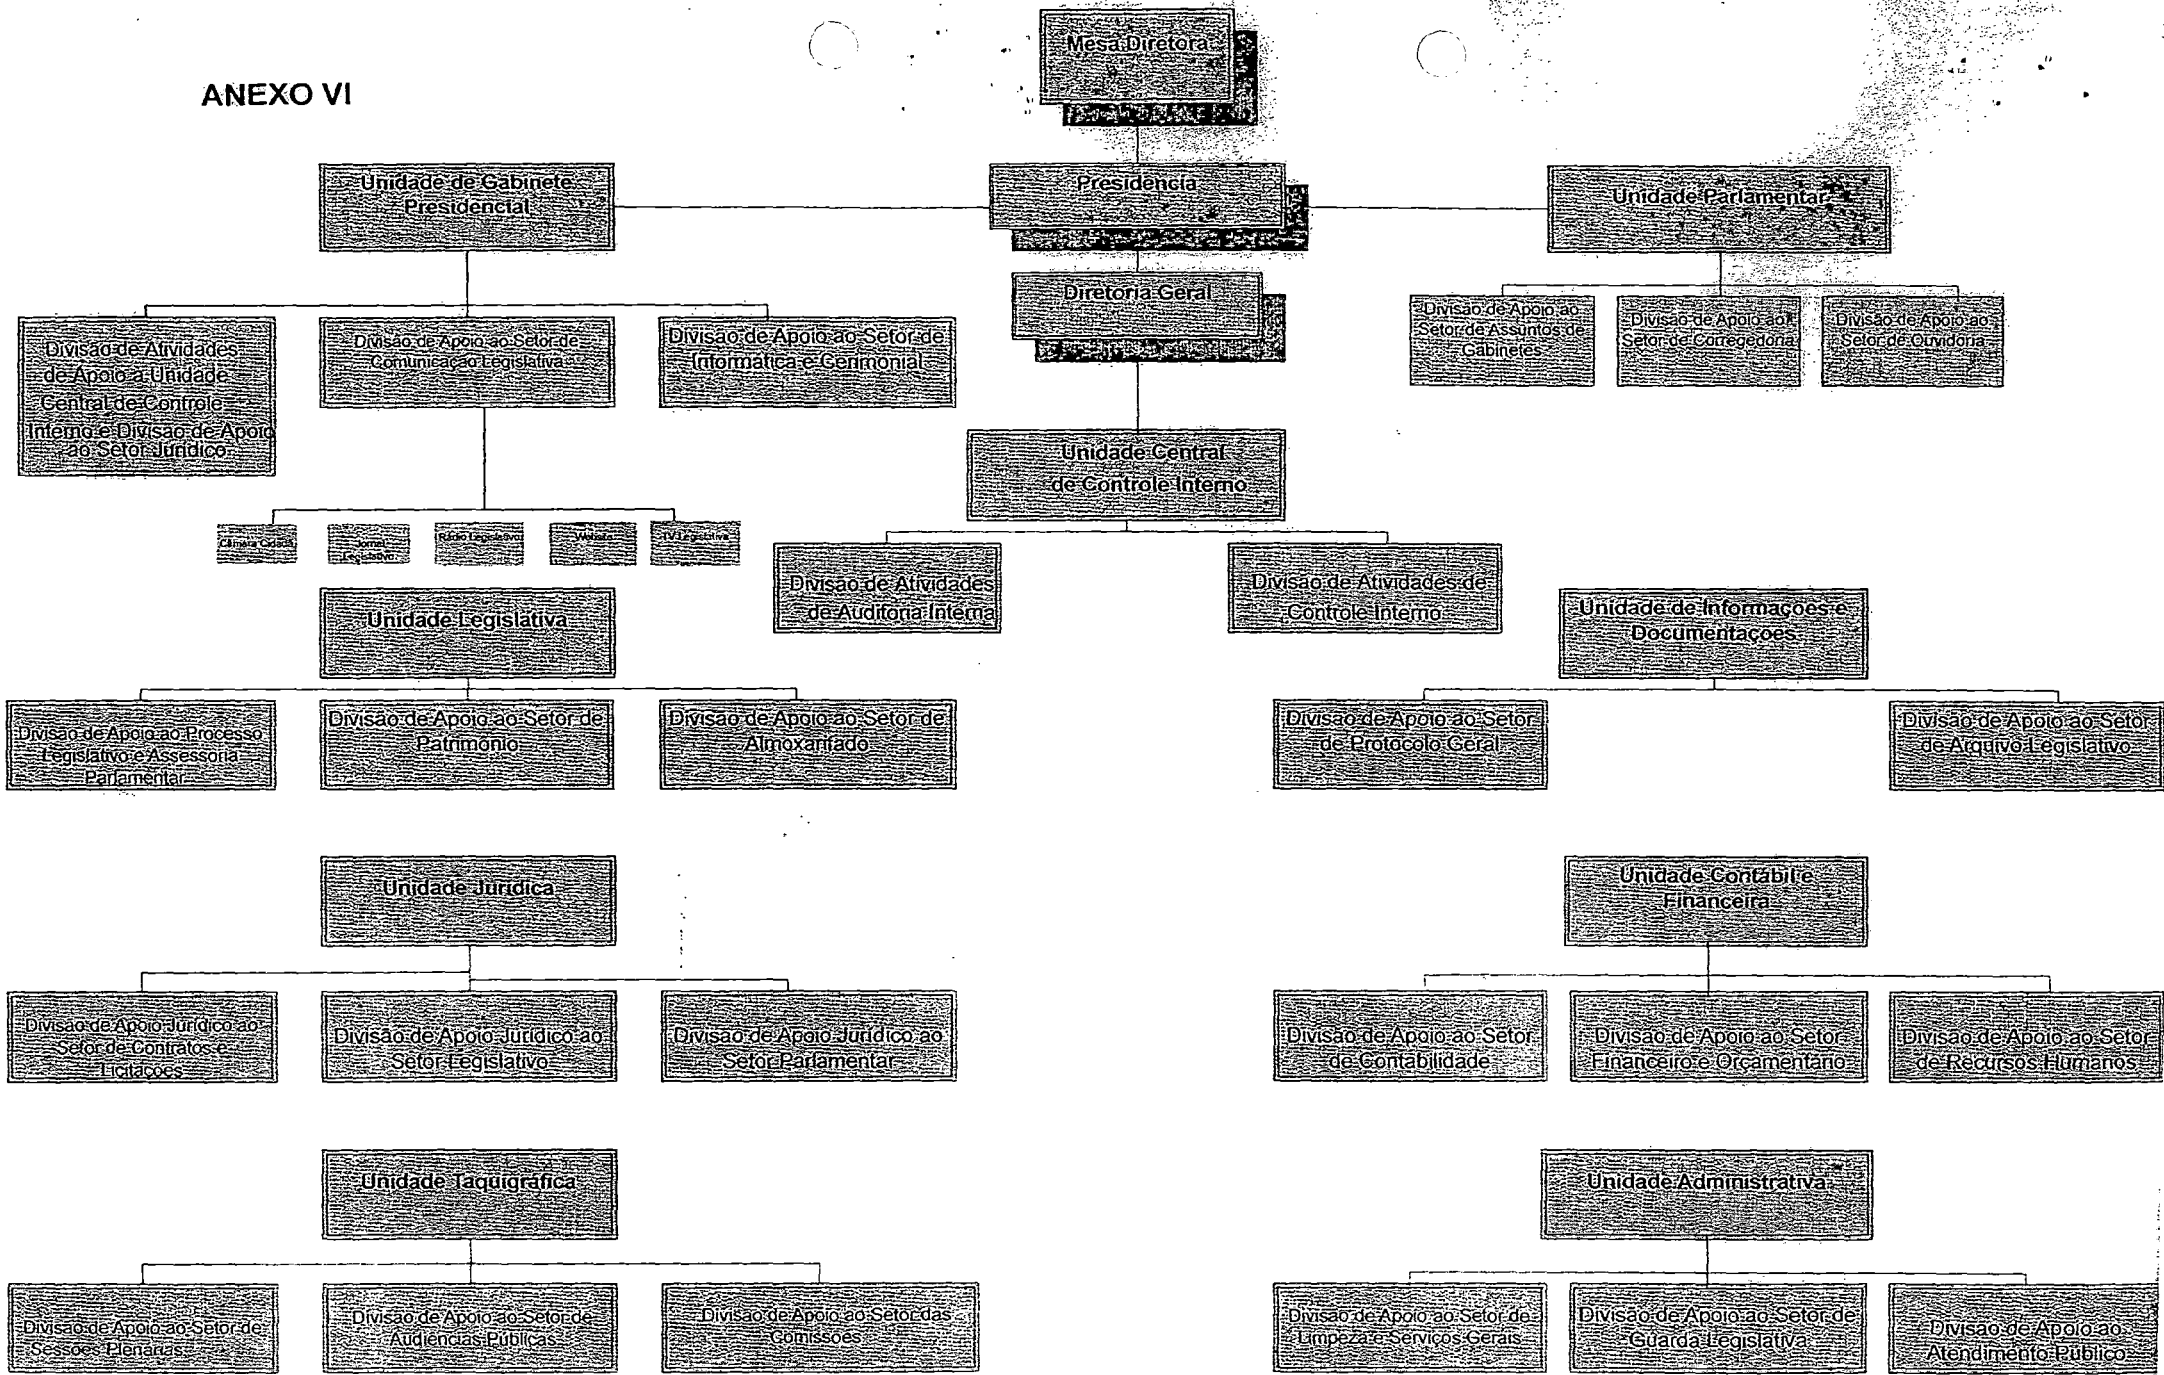 Mesa Diretora
ANEXO VI
Unidade de Gabinete
Presidencial
Presidência
Unidade Parlamentar
Diretoria Geral
Divisão de Atividades
de Apoio a Unidade
Central de Controle
Interno e Divisão de Apoio
ao Setor Jurídico
Divisão de Apoio ao Setor de
Comunicação Legislativa
Divisão de Apoio ao Setor de
Informática e Cerimonial
Divisão de Apoio ao
Setor de Assuntos de
Gabinetes
Divisão de Apoio ao
Setor de Corregedoria
Divisão de Apoio ao
Setor de Ouvidoria
Unidade Central
de Controle Interno
Câmara Cidadã
Jornal
Legislativo
Rádio Legislativo
Website
TV Legislativa
Divisão de Atividades
de Auditoria Interna
Divisão de Atividades de
Controle Interno
Unidade Legislativa
Unidade de Informações e
Documentações
Divisão de Apoio ao Processo
Legislativo e Assessoria
Parlamentar
Divisão de Apoio ao Setor de
Patrimônio
Divisão de Apoio ao Setor de
Almoxarifado
Divisão de Apoio ao Setor
de Protocolo Geral
Divisão de Apoio ao Setor
de Arquivo Legislativo
Unidade Jurídica
Unidade Contábil e
Financeira
Divisão de Apoio Jurídico ao
Setor de Contratos e
Licitações
Divisão de Apoio Jurídico ao
Setor Legislativo
Divisão de Apoio Jurídico ao
Setor Parlamentar
Divisão de Apoio ao Setor
de Contabilidade
Divisão de Apoio ao Setor
Financeiro e Orçamentário
Divisão de Apoio ao Setor
de Recursos Humanos
Unidade Taquigráfica
Unidade Administrativa
Divisão de Apoio ao Setor de
Sessões Plenárias
Divisão de Apoio ao Setor de
Audiências Públicas
Divisão de Apoio ao Setor das
Comissões
Divisão de Apoio ao Setor de
Limpeza e Serviços Gerais
Divisão de Apoio ao Setor de
Guarda Legislativa
Divisão de Apoio ao
Atendimento Público